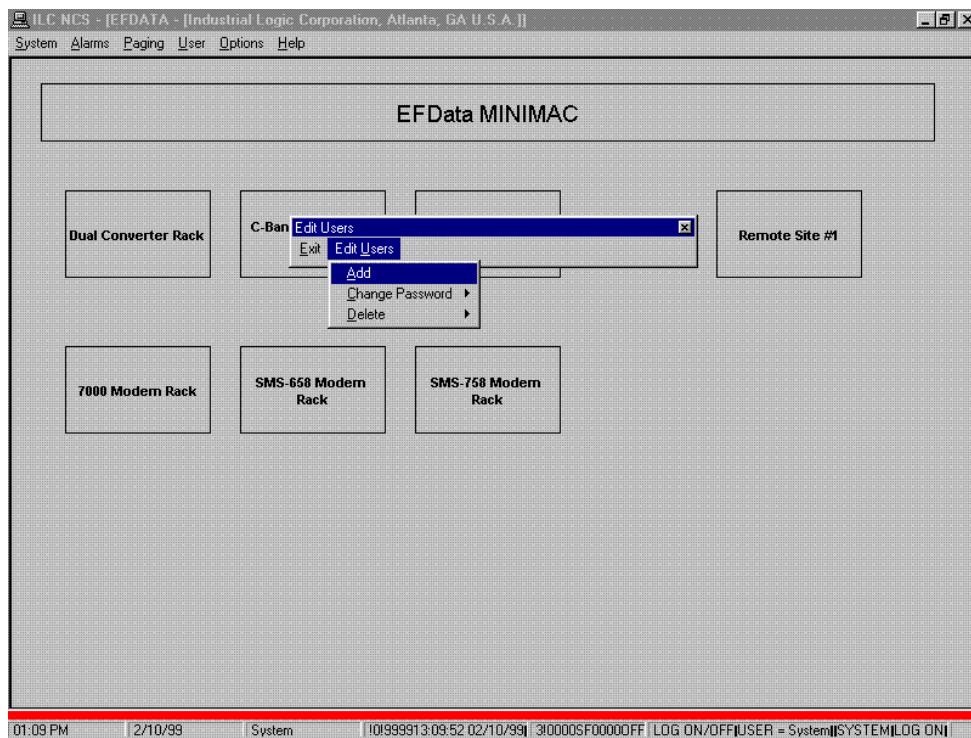 ILC NCS - [EFDATA - [Industrial Logic Corporation, Atlanta, GA U.S.A.]]
System Alarms Paging User Options Help
EFData MINIMAC
Dual Converter Rack
C-Ban
Remote Site #1
Edit Users
Exit Edit Users
Add
Change Password
Delete
7000 Modem Rack
SMS-658 Modem
Rack
SMS-758 Modem
Rack
01:09 PM 2/10/99 System !0!999913:09:52 02/10/99| 3!0000SF00000FF LOG ON/OFF|USER = System||SYSTEM|LOG ON|